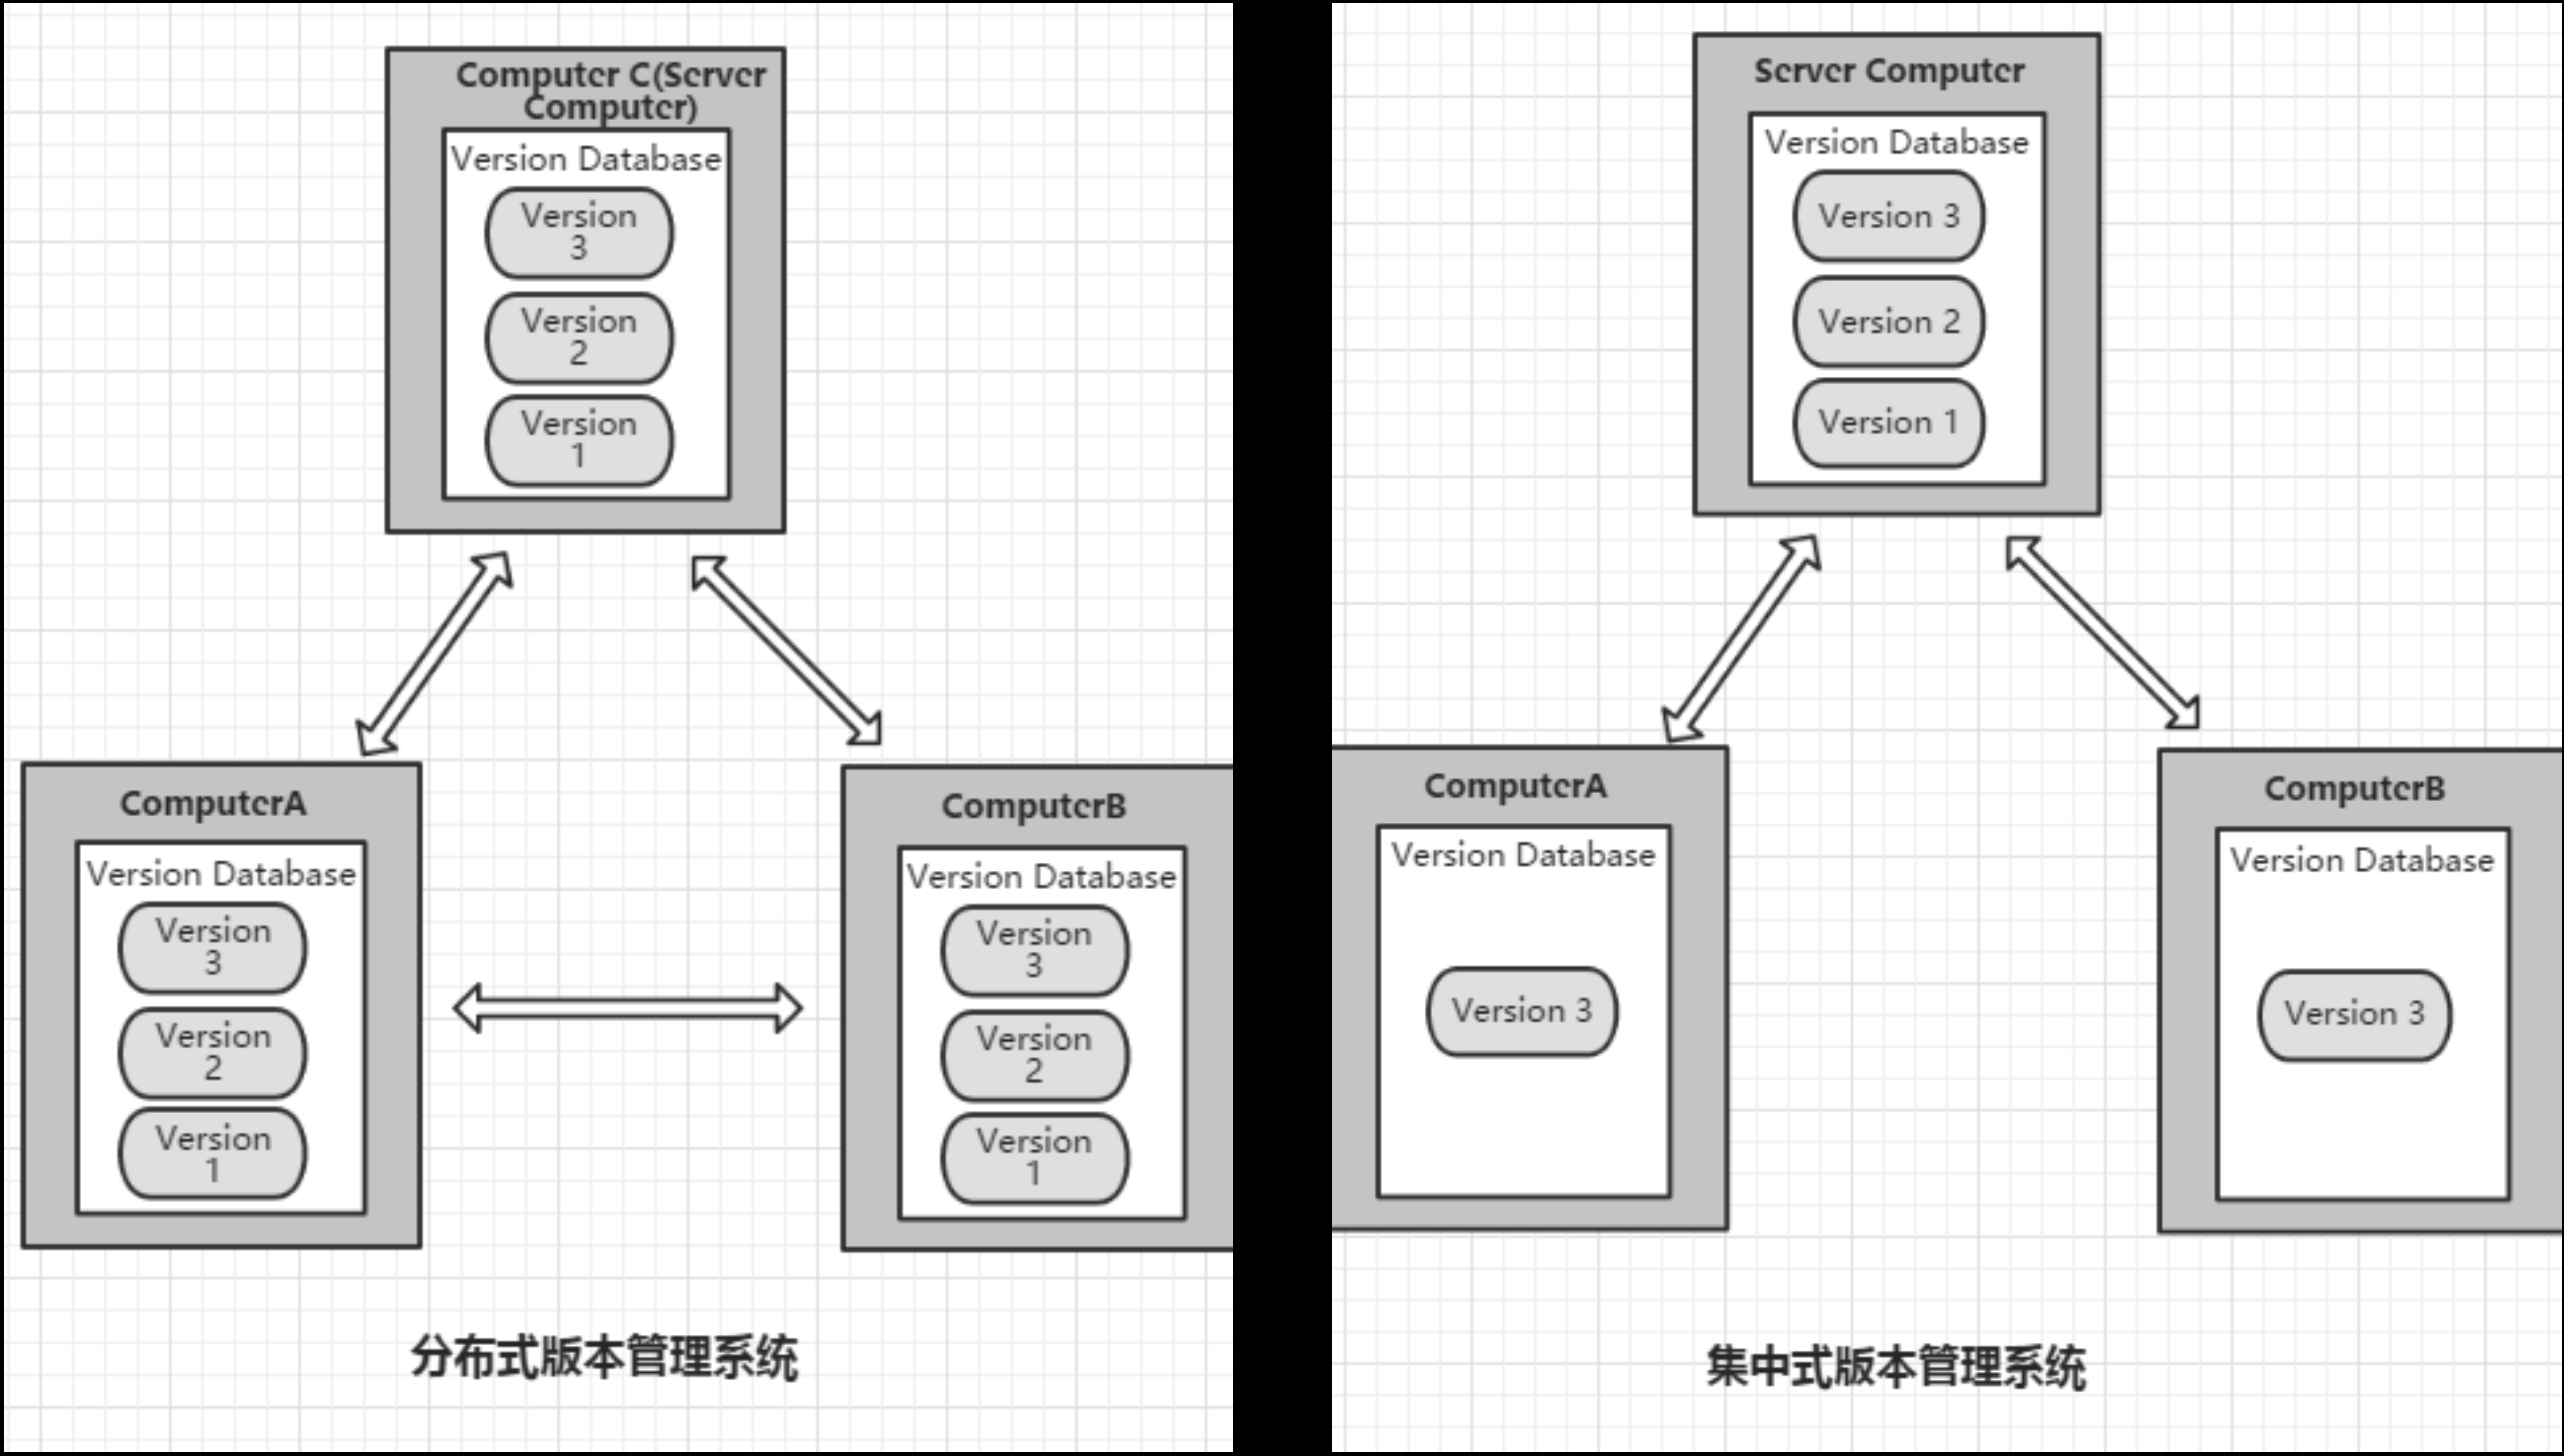 Computer C(Server
Computer)
Version Database
Version
3
Version
2
Version
1
ComputerA
Version Database
Version
3
Version
2
Version
1
ComputerB
Version Database
Version
3
Version
2
Version
1
分布式版本管理系统
Server Computer
Version Database
Version 3
Version 2
Version 1
ComputerA
Version Database
Version 3
ComputerB
Version Database
Version 3
集中式版本管理系统